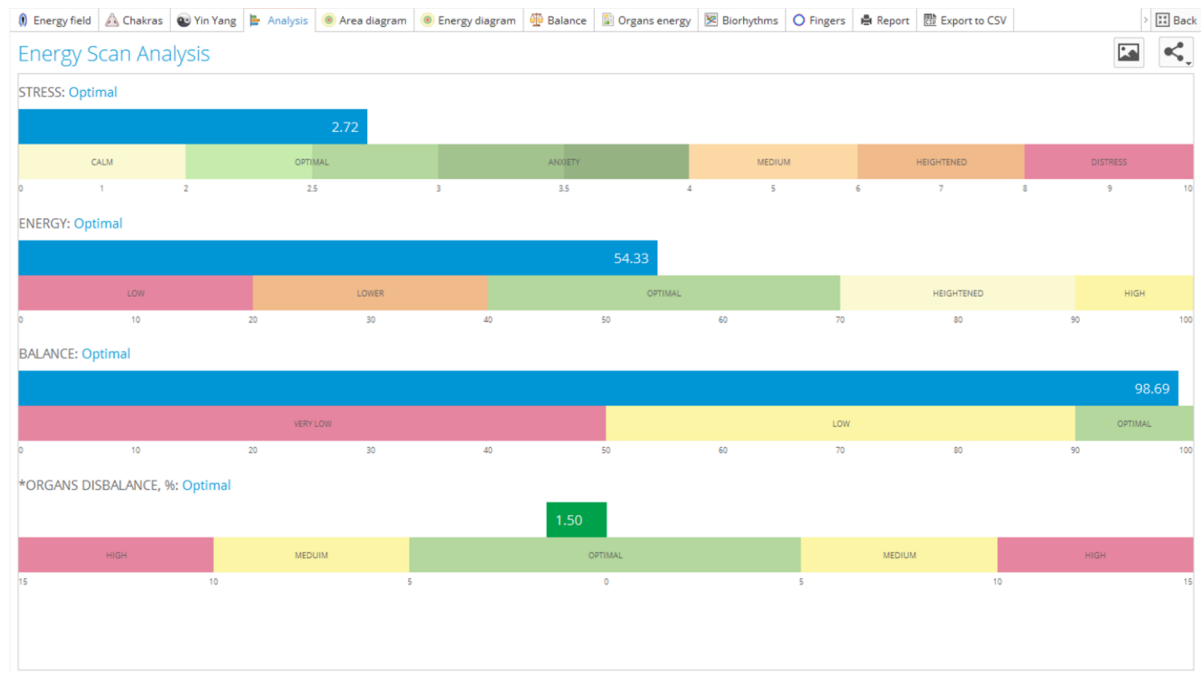 Energy field Chakras Yin Yang Analysis Area diagram Energy diagram Balance Organs energy Biorhythms Fingers Report Export to CSV > Back
Energy Scan Analysis
STRESS: Optimal
2.72
CALM OPTIMAL ANXIETY MEDIUM HEIGHTENED DISTRESS
0 1 2 2.5 3 3.5 4 5 6 7 8 9 10
ENERGY: Optimal
54.33
LOW LOWER OPTIMAL HEIGHTENED HIGH
0 10 20 30 40 50 60 70 80 90 100
BALANCE: Optimal
98.69
VERY LOW LOW OPTIMAL
0 10 20 30 40 50 60 70 80 90 100
*ORGANS DISBALANCE, %: Optimal
1.50
HIGH MEDUIM OPTIMAL MEDIUM HIGH
15 10 5 0 5 10 15